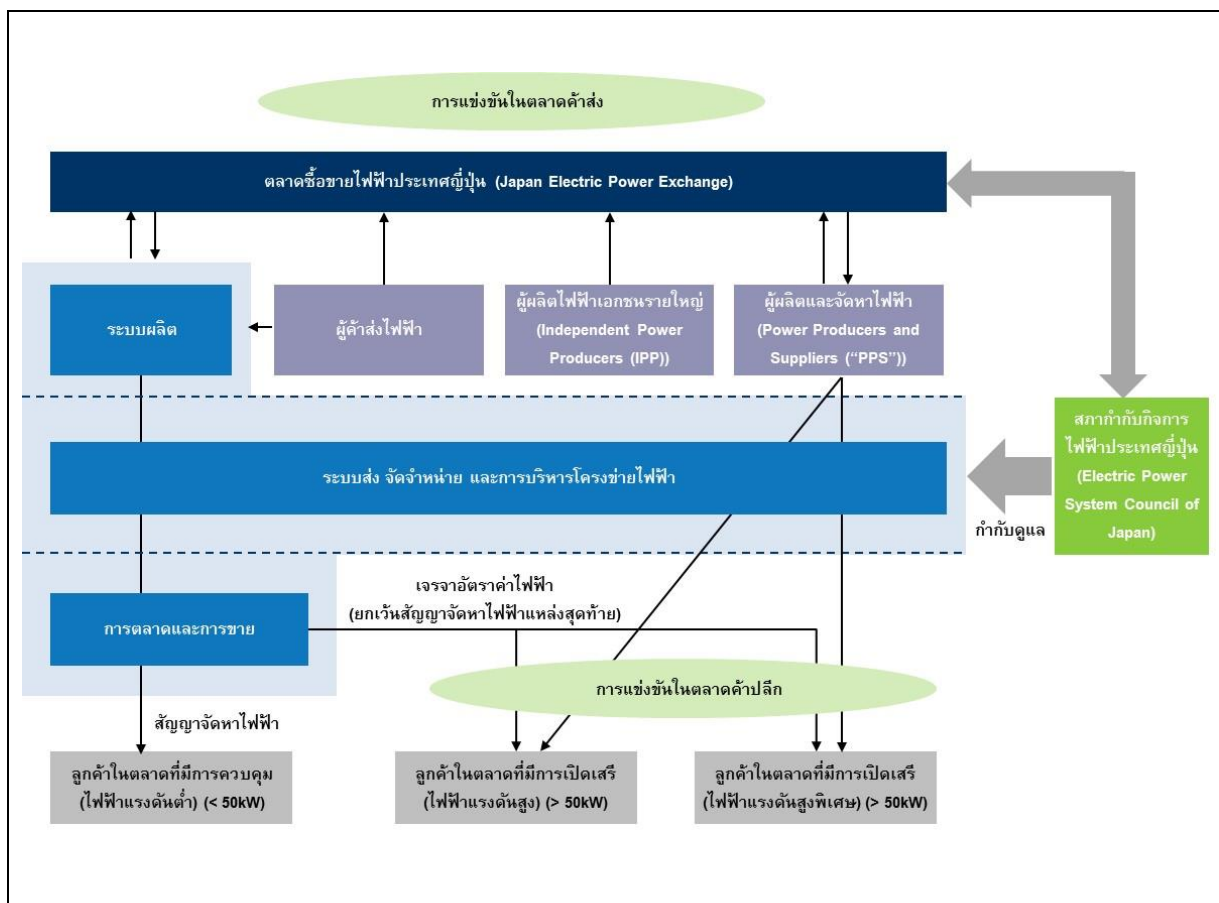 การแข่งขันในตลาดค้าส่ง
ตลาดซื้อขายไฟฟ้าประเทศญี่ปุ่น (Japan Electric Power Exchange)
ระบบผลิต
ผู้ค้าส่งไฟฟ้า
ผู้ผลิตไฟฟ้าเอกชนรายใหญ่
(Independent Power
Producers (IPP))
ผู้ผลิตและจัดหาไฟฟ้า
(Power Producers and
Suppliers (“PPS”))
ระบบส่ง จัดจำหน่าย และการบริหารโครงข่ายไฟฟ้า
สภากำกับกิจการ
ไฟฟ้าประเทศญี่ปุ่น
(Electric Power
System Council of
Japan)
กำกับดูแล
เจรจาอัตราค่าไฟฟ้า
(ยกเว้นสัญญาจัดหาไฟฟ้าแหล่งสุดท้าย)
การตลาดและการขาย
การแข่งขันในตลาดค้าปลีก
สัญญาจัดหาไฟฟ้า
ลูกค้าในตลาดที่มีการควบคุม
(ไฟฟ้าแรงดันต่ำ) (< 50kW)
ลูกค้าในตลาดที่มีการเปิดเสรี
(ไฟฟ้าแรงดันสูง) (> 50kW)
ลูกค้าในตลาดที่มีการเปิดเสรี
(ไฟฟ้าแรงดันสูงพิเศษ) (> 50kW)